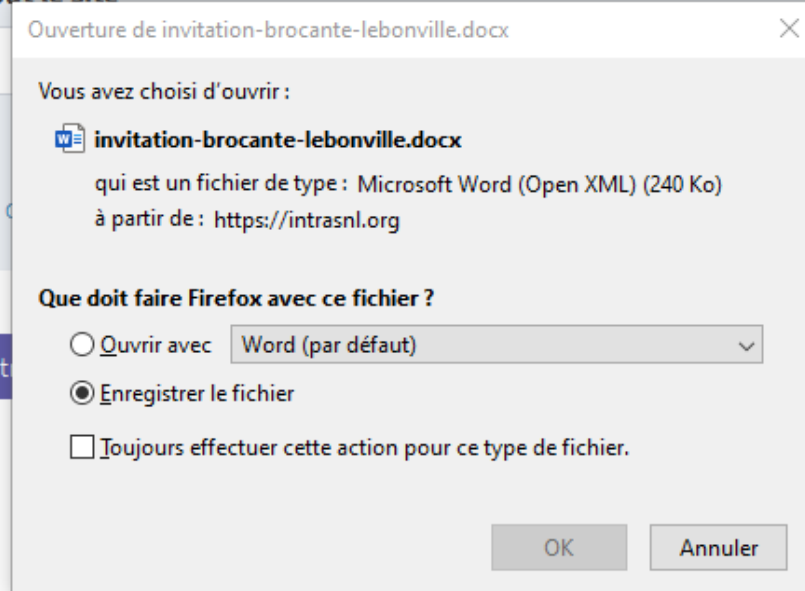 Ouverture de invitation-brocante-lebonville.docx
Vous avez choisi d'ouvrir :
invitation-brocante-lebonville.docx
qui est un fichier de type : Microsoft Word (Open XML) (240 Ko)
à partir de : https://intrasnl.org
Que doit faire Firefox avec ce fichier ?
Ouvrir avec Word (par défaut)
Enregistrer le fichier
Toujours effectuer cette action pour ce type de fichier.
OK Annuler